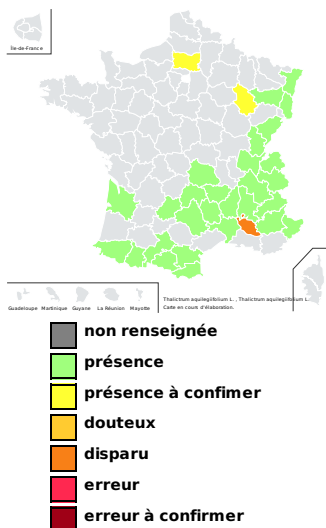 Île-de-France
Guadeloupe Martinique Guyane La Réunion Mayotte
Thalictrum aquilegiifolium L. , Thalictrum aquilegiifolium L.
Carte en cours d'élaboration.
non renseignée
présence
présence à confimer
douteux
disparu
erreur
erreur à confirmer